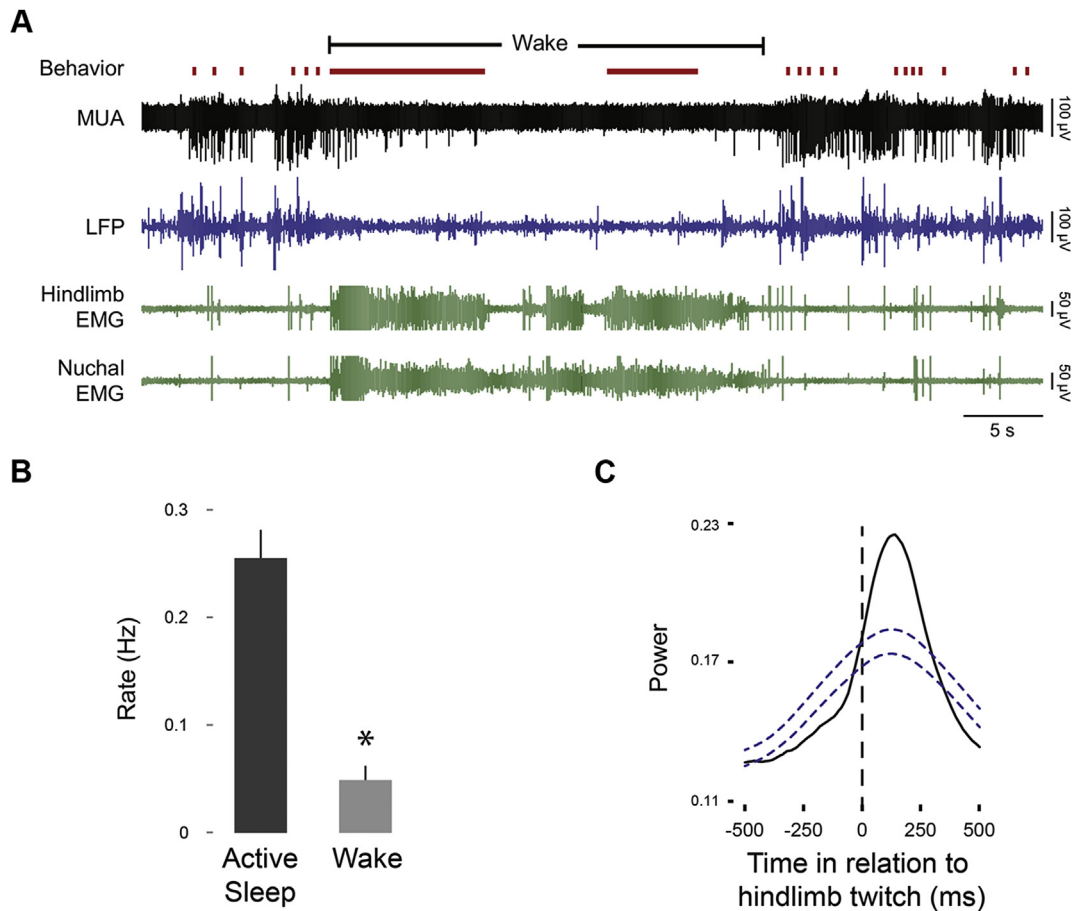 A
Wake
Behavior
MUA
100 µV
LFP
100 µV
Hindlimb
EMG
50 µV
Nuchal
EMG
50 µV
5 s
B
0.3
0.2
0.1
0
Rate (Hz)
*
Active
Sleep
Wake
C
0.23
0.17
0.11
Power
-500 -250 0 250 500
Time in relation to
hindlimb twitch (ms)